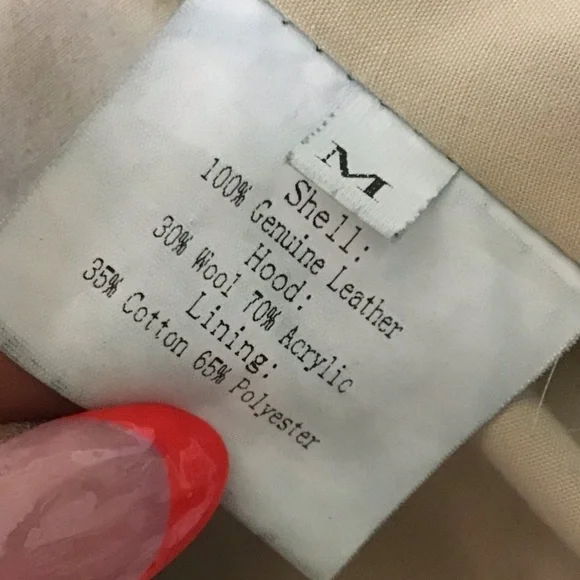 M
Shell:
100% Genuine Leather
Hood:
30% Wool 70% Acrylic
Lining:
35% Cotton 65% Polyester